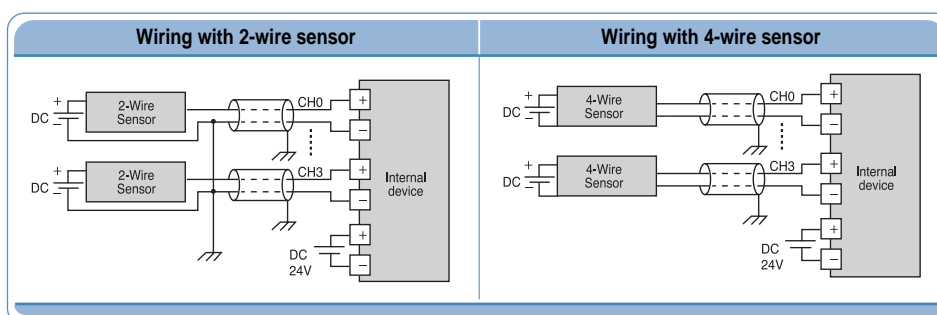 Wiring with 2-wire sensor
Wiring with 4-wire sensor
+
DC
−
2-Wire
Sensor
CH0
+
−
+
DC
−
2-Wire
Sensor
CH3
+
−
Internal
device
DC
24V
+
−
+
DC
−
4-Wire
Sensor
CH0
+
−
+
DC
−
4-Wire
Sensor
CH3
+
−
Internal
device
DC
24V
+
−